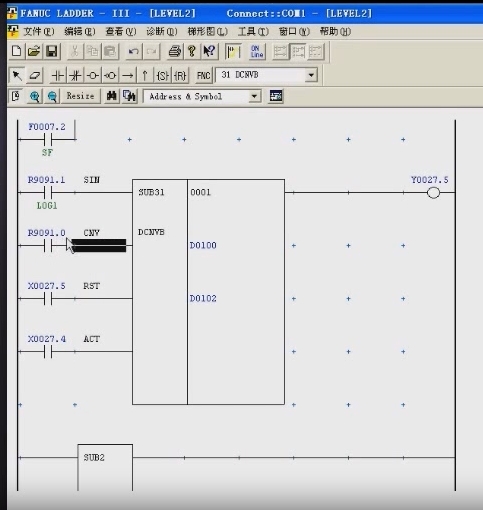 FANUC LADDER - III - [LEVEL2] Connect::COM1 - [LEVEL2]
文件(F) 编辑(E) 查看(V) 诊断(D) 梯形图(L) 工具(T) 窗口(W) 帮助(H)
ON Line
(S) (R) FNC 31 DCNVB
Resize Address & Symbol
F0007.2
SF
R9091.1 SIN Y0027.5
SUB31 0001
LOG1
R9091.0 CNV DCNVB
D0100
X0027.5 RST
D0102
X0027.4 ACT
SUB2